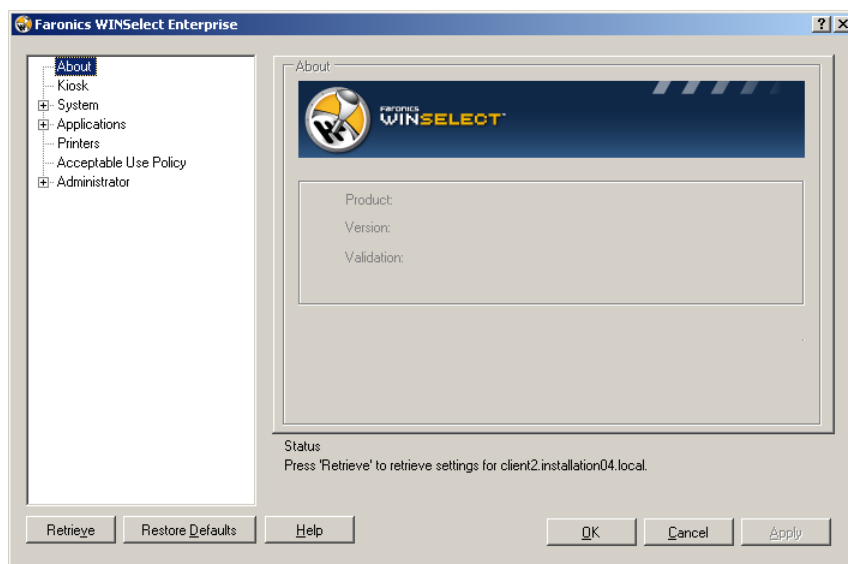 Faronics WINSelect Enterprise
About
Kiosk
System
Applications
Printers
Acceptable Use Policy
Administrator
About
FARONICS
WINSELECT™
Product:
Version:
Validation:
Status
Press 'Retrieve' to retrieve settings for client2.installation04.local.
Retrieve
Restore Defaults
Help
OK
Cancel
Apply